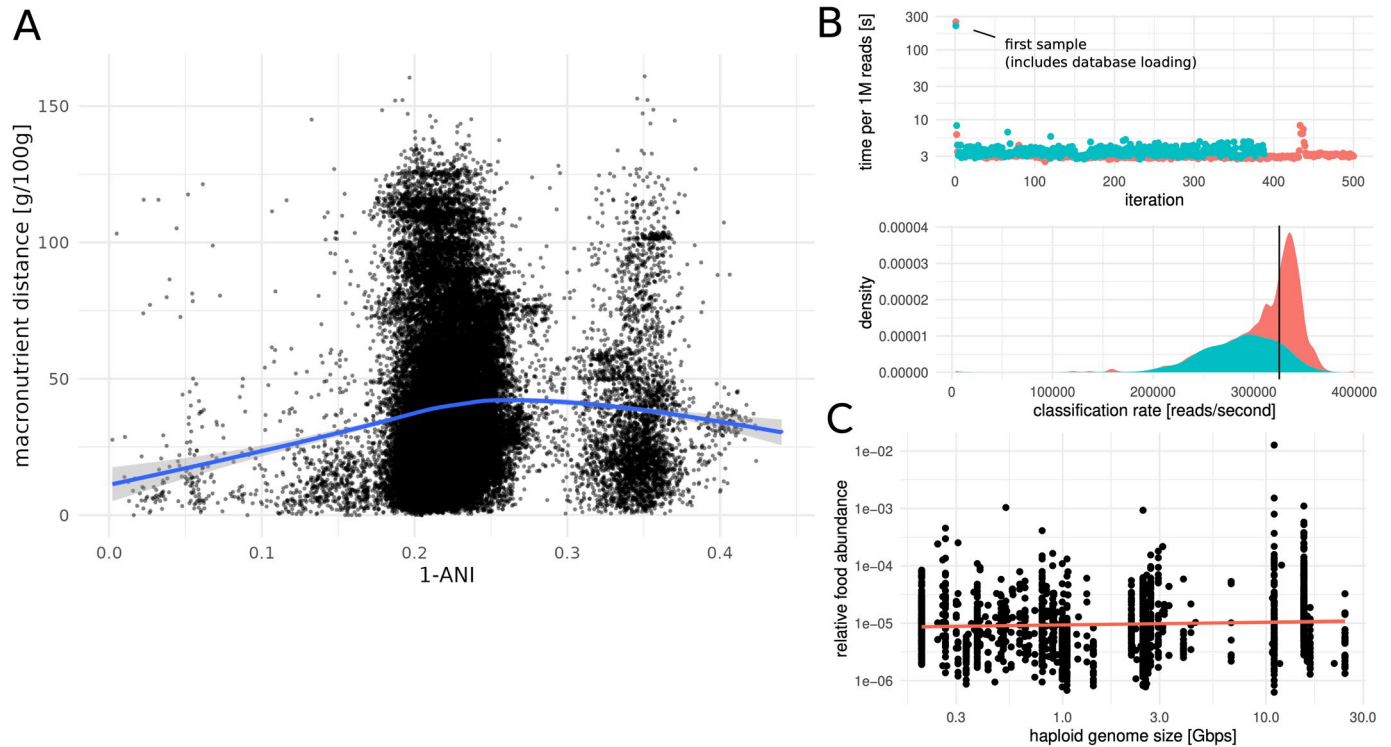 A
macronutrient distance [g/100g]
150
100
50
0
0.0 0.1 0.2 0.3 0.4
1-ANI
B
time per 1M reads [s]
300
100
30
10
3
first sample
(includes database loading)
0 100 200 300 400 500
iteration
density
0.00004
0.00003
0.00002
0.00001
0.00000
100000 200000 300000 400000
classification rate [reads/second]
C
relative food abundance
1e−02
1e−03
1e−04
1e−05
1e−06
0.3 1.0 3.0 10.0 30.0
haploid genome size [Gbps]